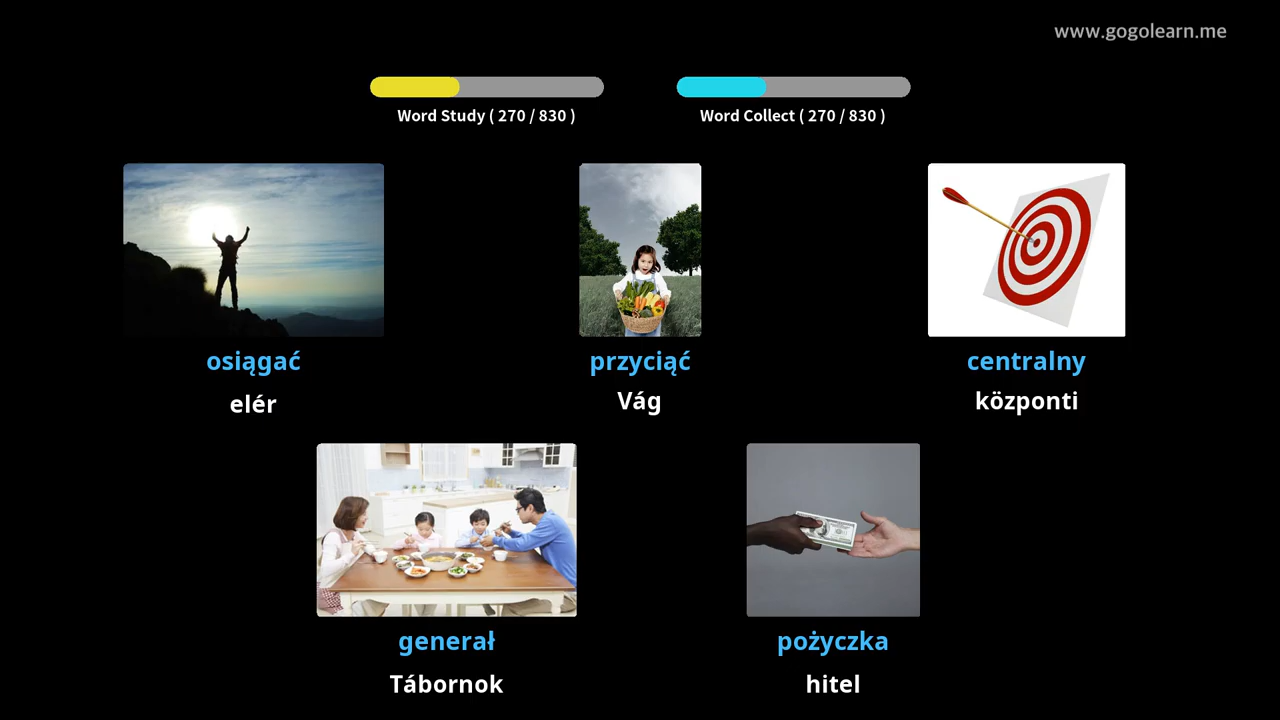 www.gogolearn.me
Word Study ( 270 / 830 )
Word Collect ( 270 / 830 )
osiągać
przyciąć
centralny
elér
Vág
központi
generał
pożyczka
Tábornok
hitel